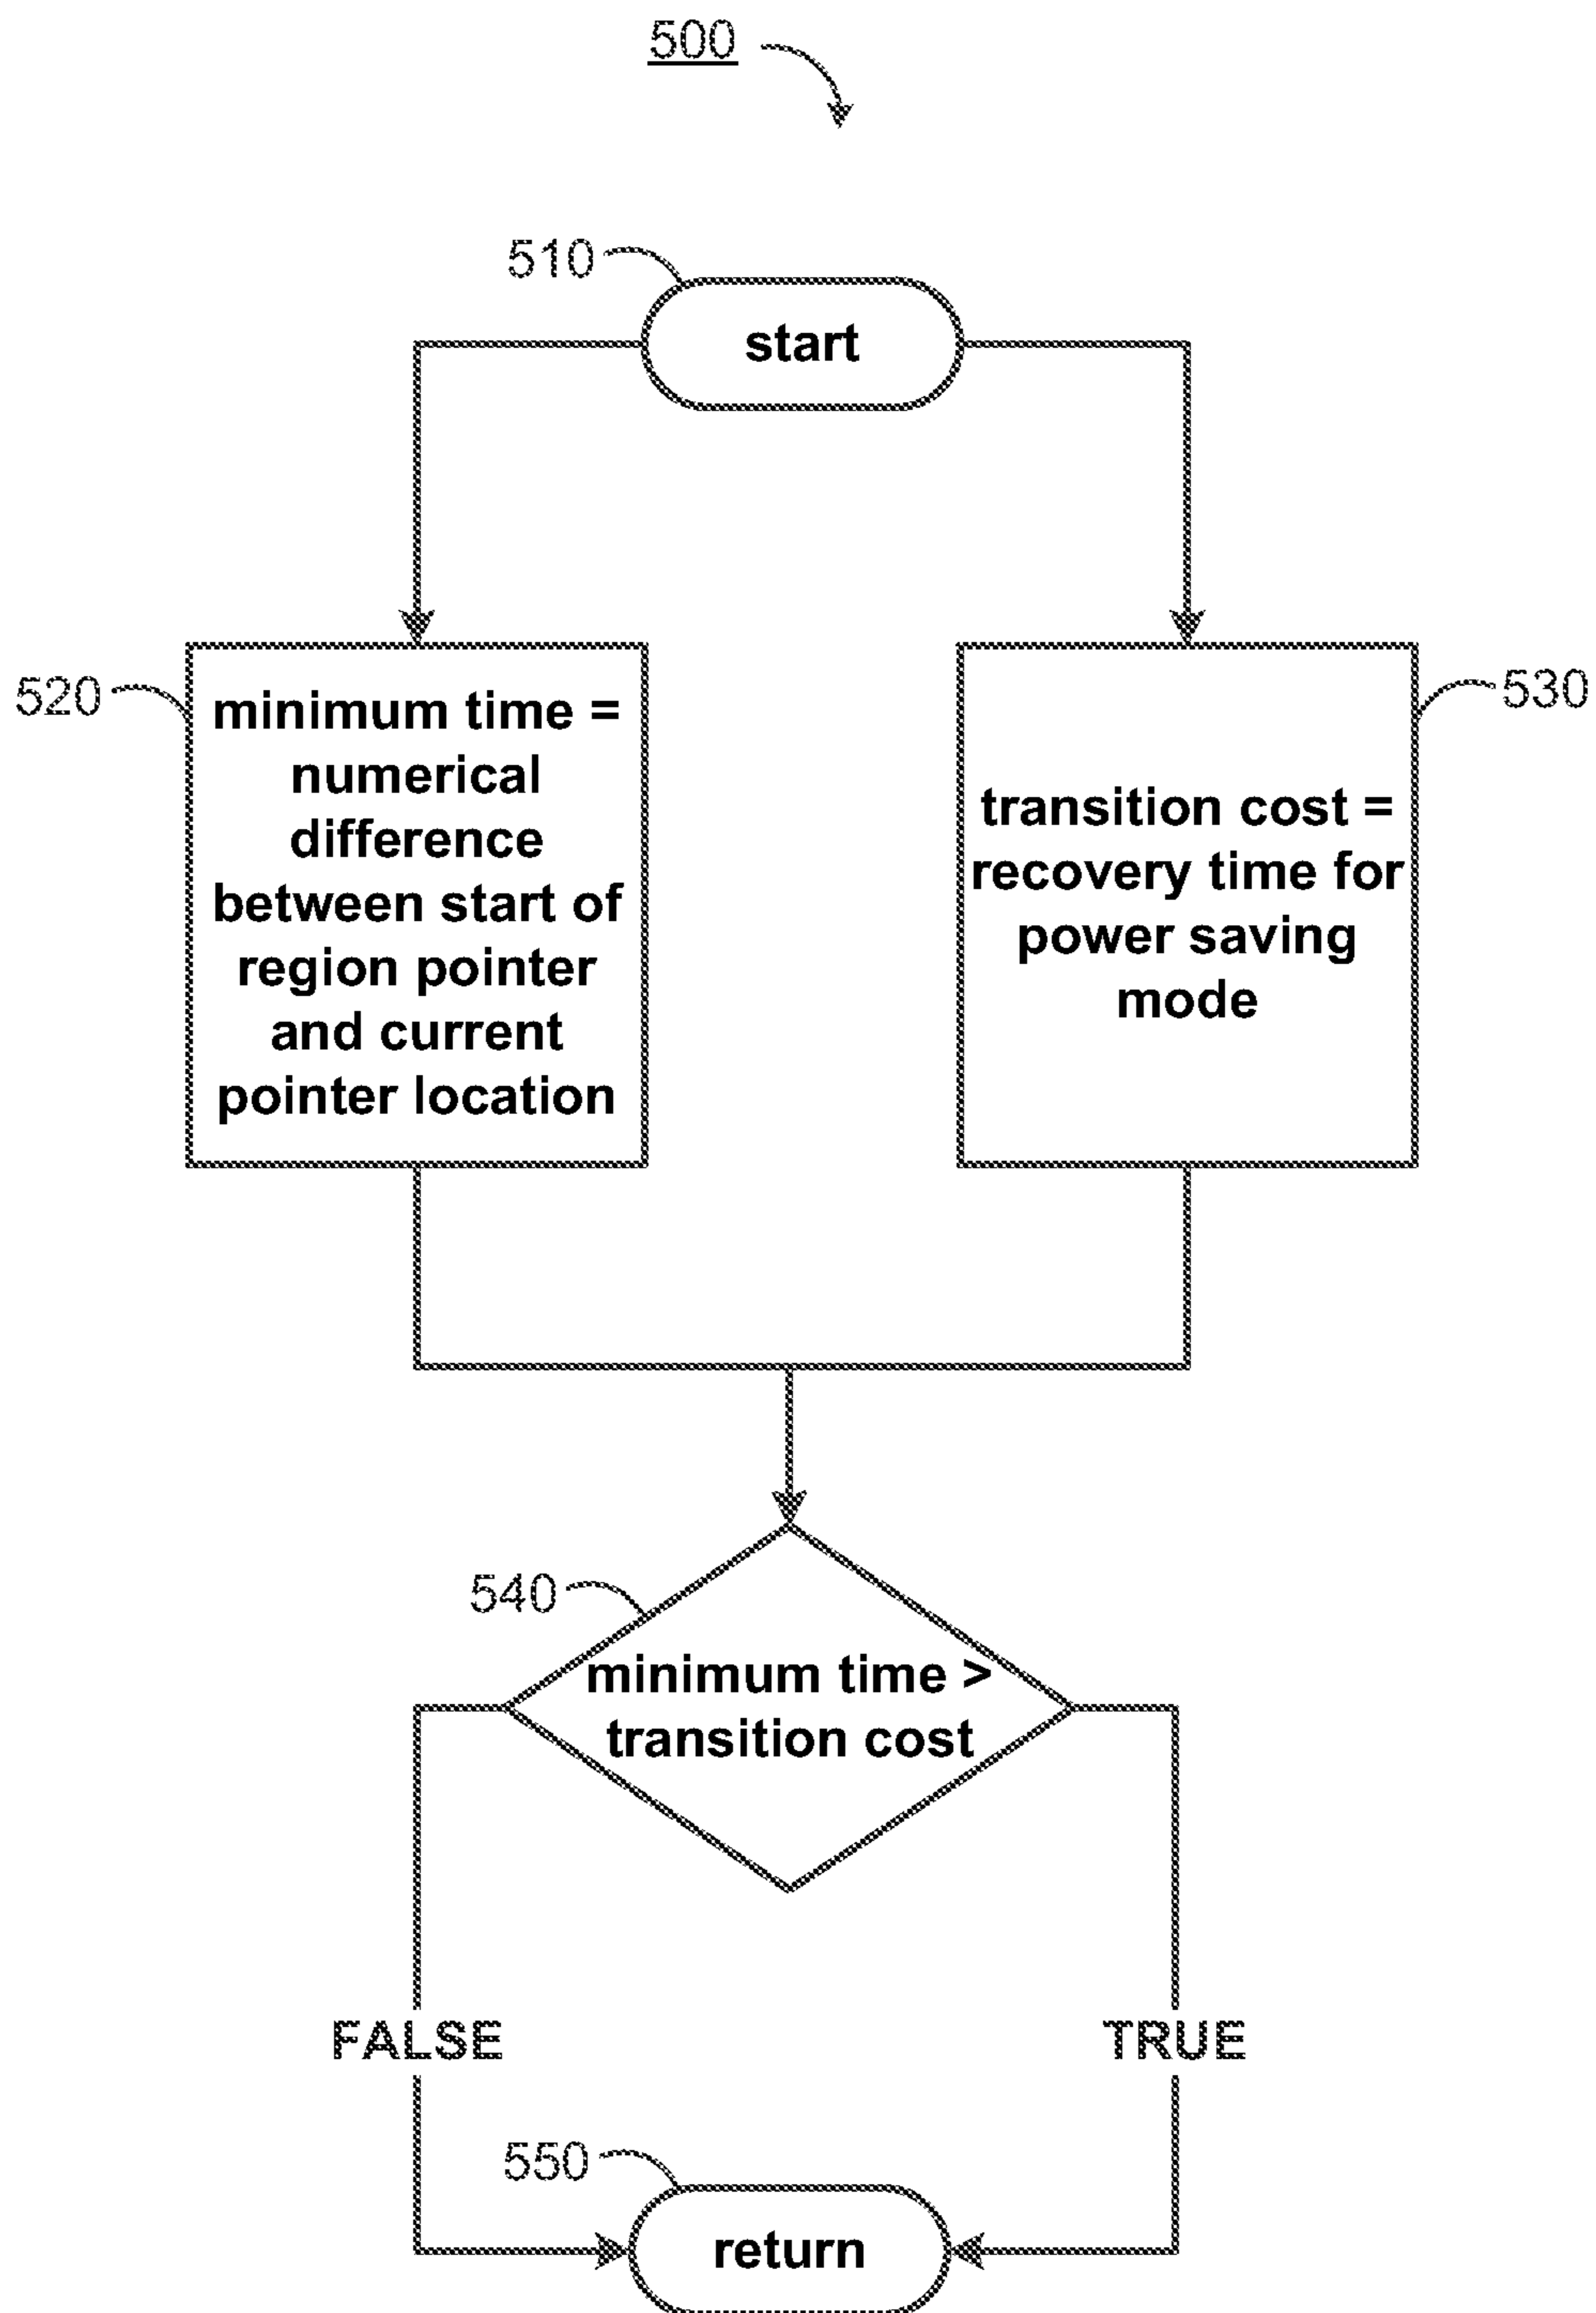 500
510
start
520
minimum time =
numerical
difference
between start of
region pointer
and current
pointer location
530
transition cost =
recovery time for
power saving
mode
540
minimum time >
transition cost
FALSE
TRUE
550
return